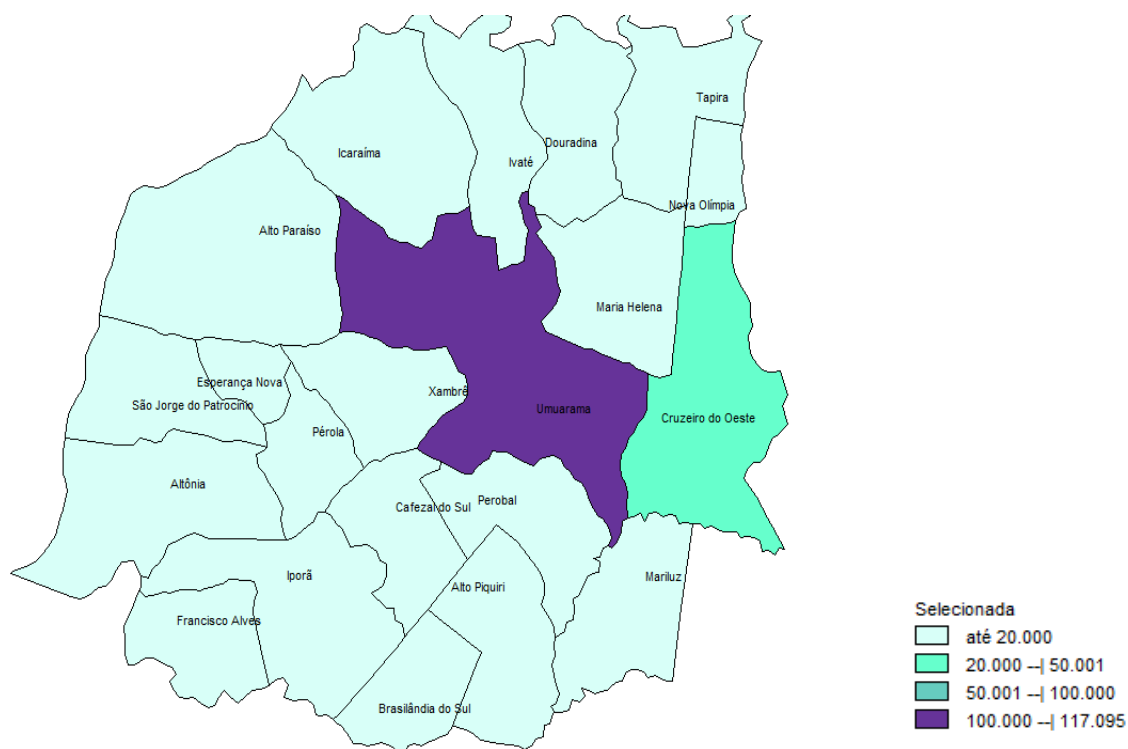 Tapira
Icaraíma
Douradina
Ivaté
Nova Olímpia
Alto Paraíso
Maria Helena
Esperança Nova
Xambrê
São Jorge do Patrocínio
Umuarama
Cruzeiro do Oeste
Pérola
Altônia
Cafezal do Sul
Perobal
Iporã
Alto Piquiri
Mariluz
Francisco Alves
Brasilândia do Sul
Selecionada
até 20.000
20.000 --| 50.001
50.001 --| 100.000
100.000 --| 117.095